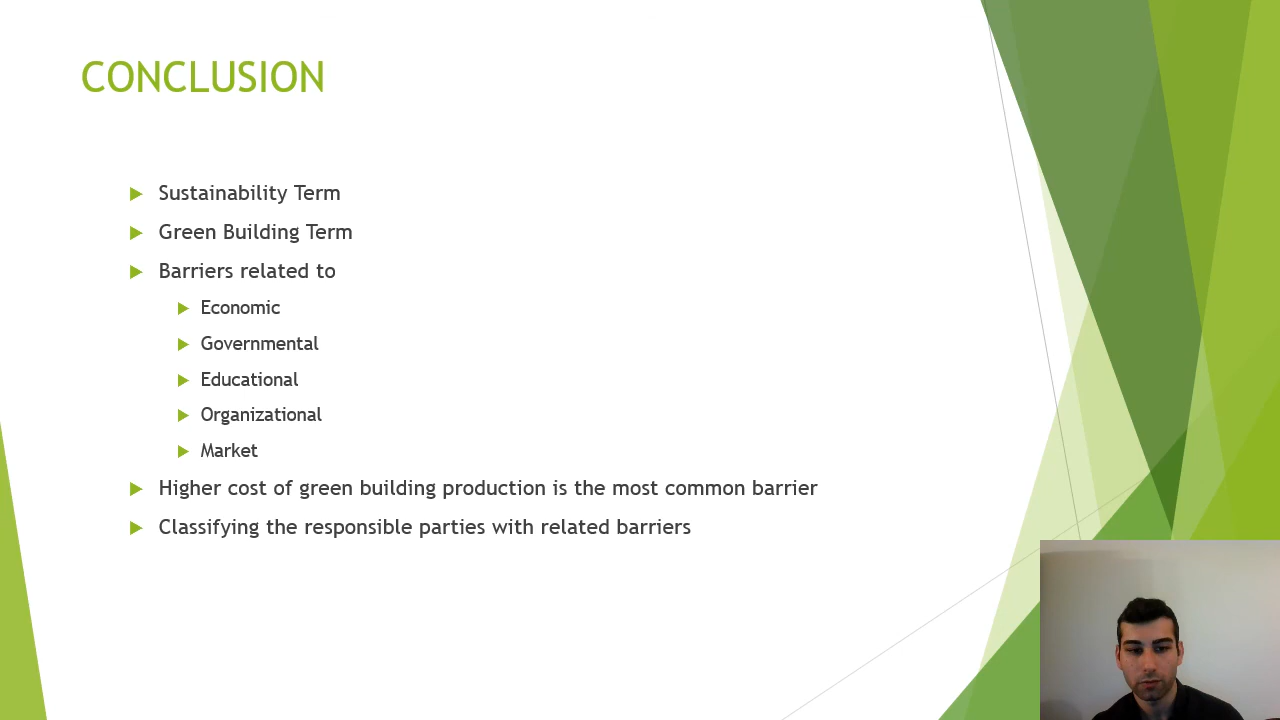 CONCLUSION
Sustainability Term
Green Building Term
Barriers related to
Economic
Governmental
Educational
Organizational
Market
Higher cost of green building production is the most common barrier
Classifying the responsible parties with related barriers